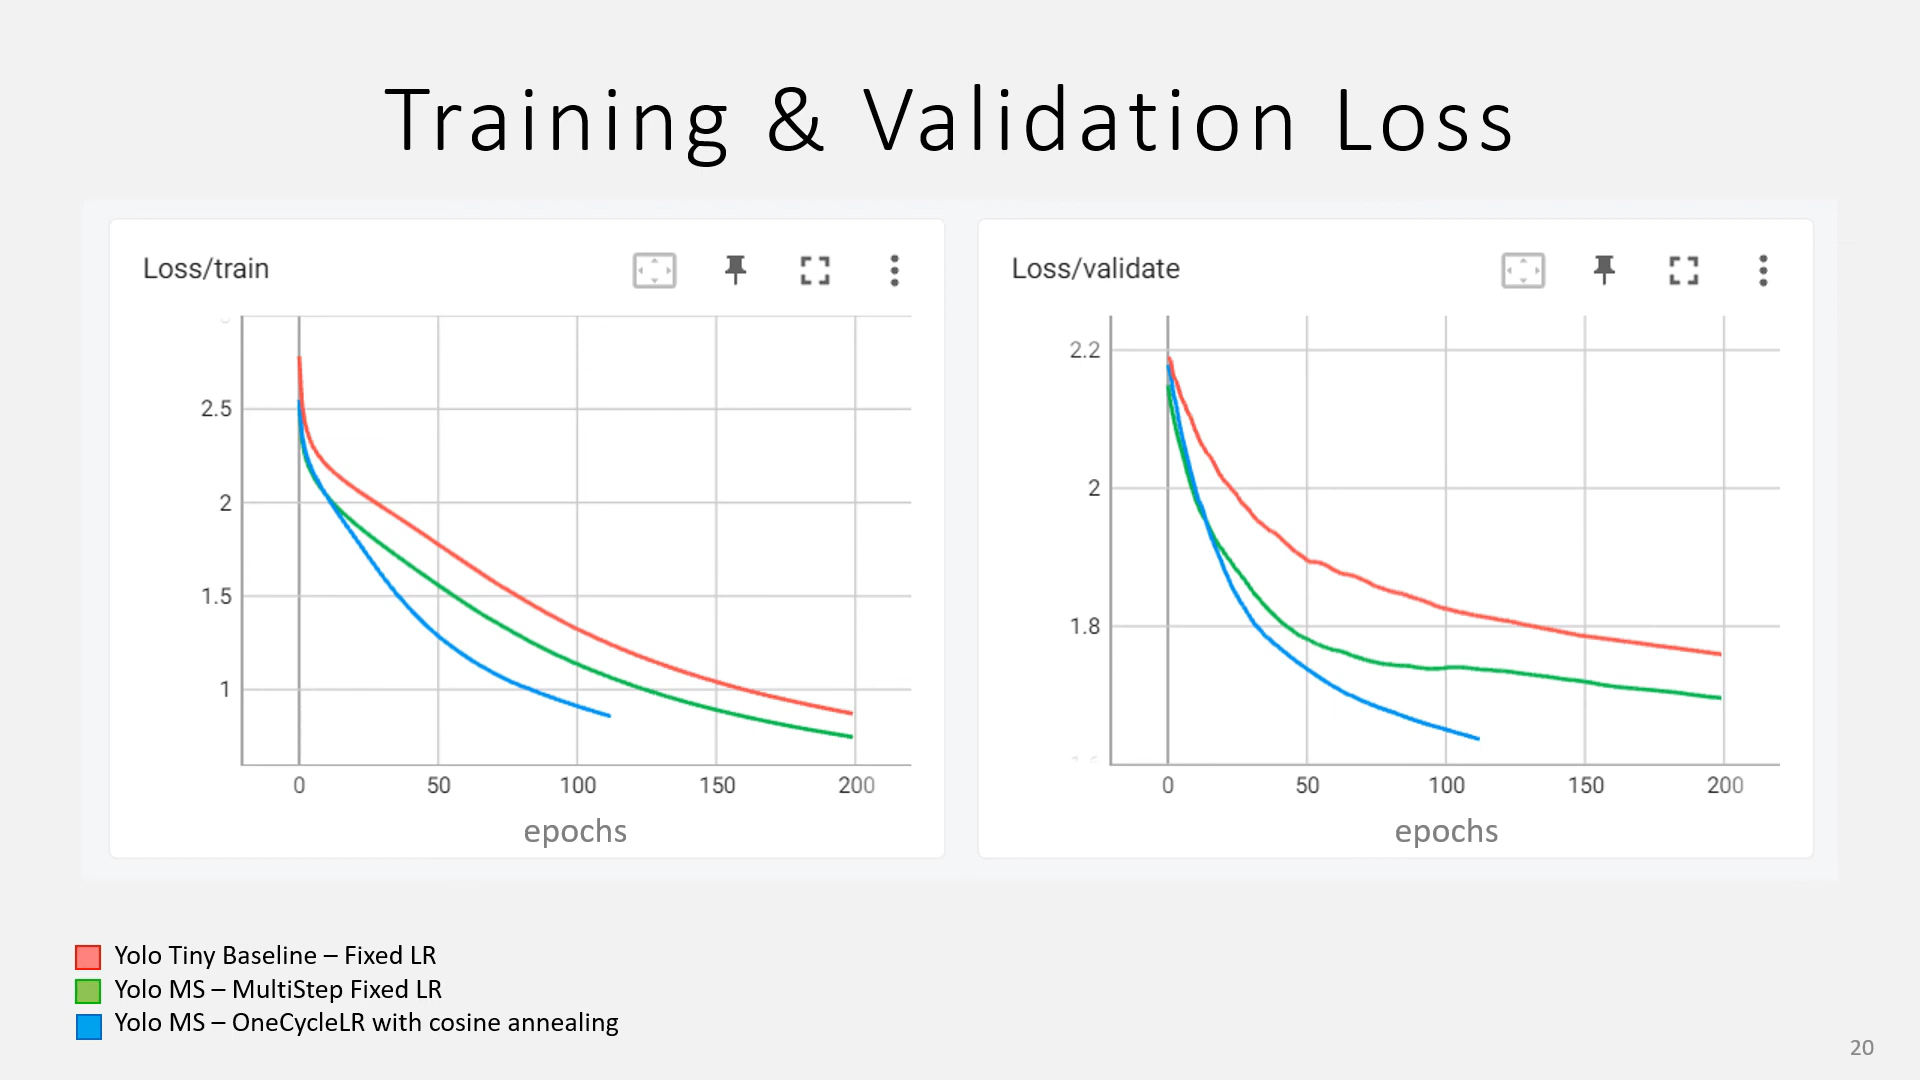 Training & Validation Loss
Loss/train
2.5
2
1.5
1
0 50 100 150 200
epochs
Loss/validate
2.2
2
1.8
0 50 100 150 200
epochs
Yolo Tiny Baseline – Fixed LR
Yolo MS – MultiStep Fixed LR
Yolo MS – OneCycleLR with cosine annealing
20